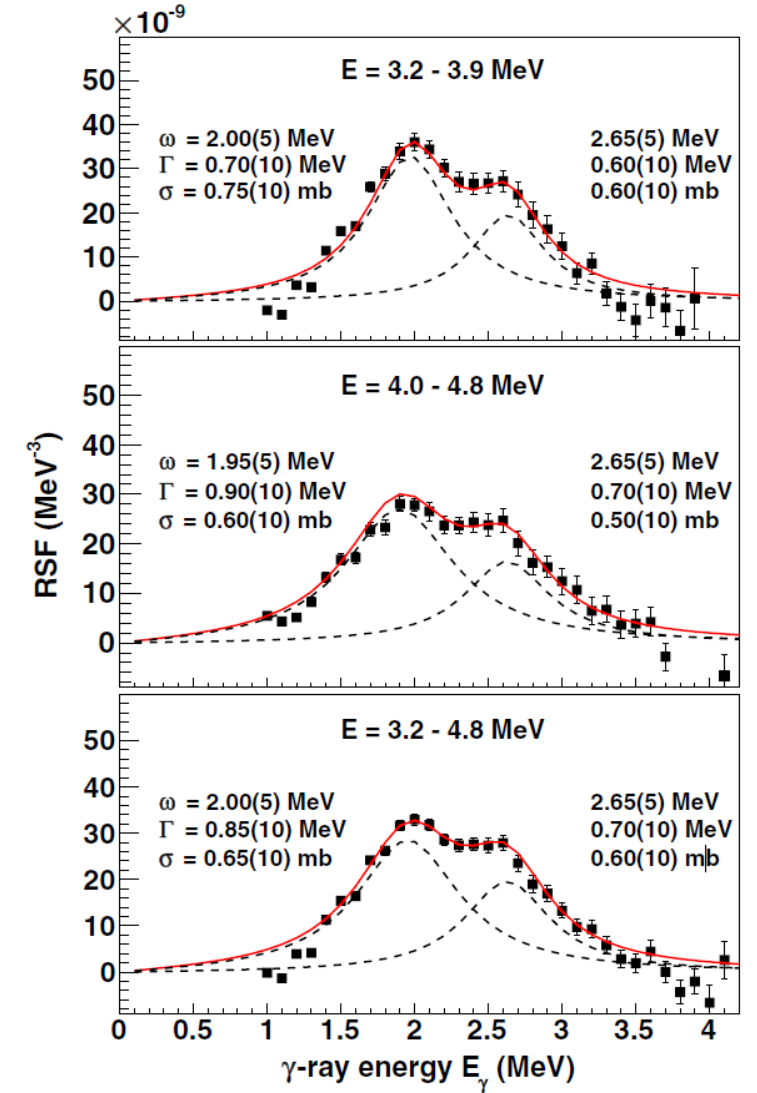 ×10⁻⁹
E = 3.2 - 3.9 MeV
50
40
30
20
10
0
ω = 2.00(5) MeV
Γ = 0.70(10) MeV
σ = 0.75(10) mb
2.65(5) MeV
0.60(10) MeV
0.60(10) mb
E = 4.0 - 4.8 MeV
50
40
30
20
10
0
ω = 1.95(5) MeV
Γ = 0.90(10) MeV
σ = 0.60(10) mb
2.65(5) MeV
0.70(10) MeV
0.50(10) mb
RSF (MeV⁻³)
E = 3.2 - 4.8 MeV
50
40
30
20
10
0
ω = 2.00(5) MeV
Γ = 0.85(10) MeV
σ = 0.65(10) mb
2.65(5) MeV
0.70(10) MeV
0.60(10) mb
0 0.5 1 1.5 2 2.5 3 3.5 4
γ-ray energy E_γ (MeV)